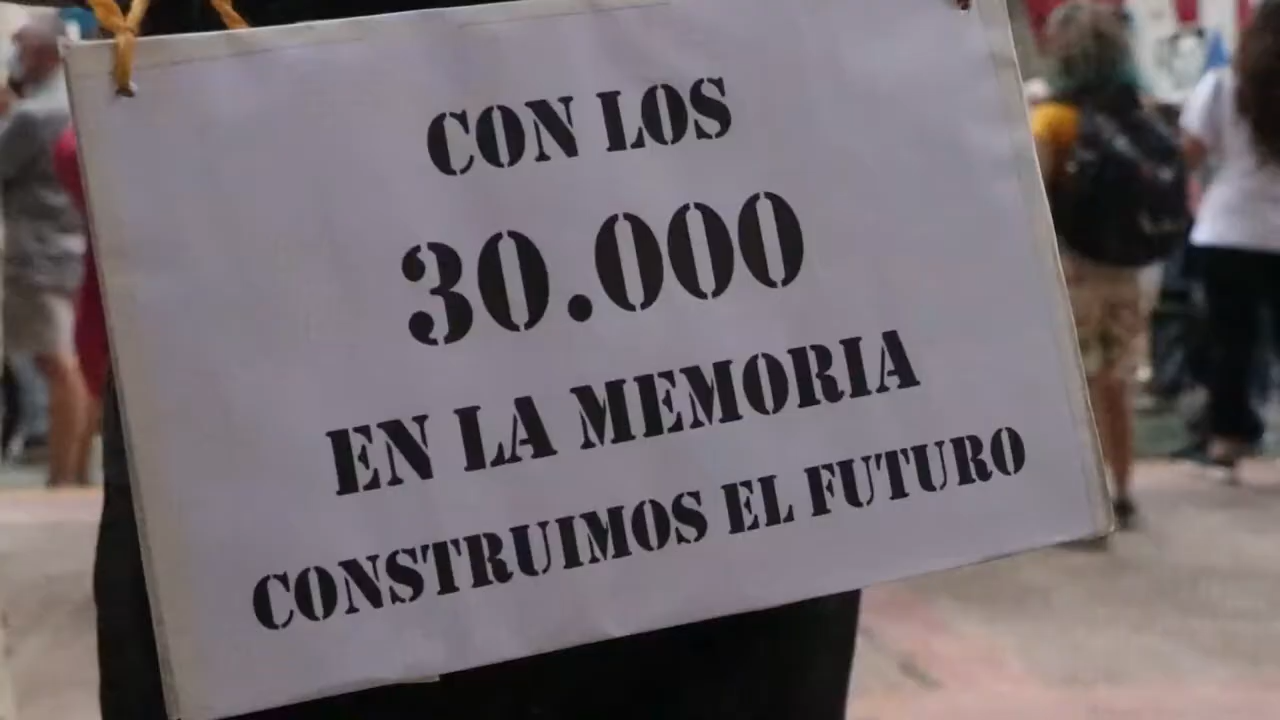 CON LOS
30.000
EN LA MEMORIA
CONSTRUIMOS EL FUTURO